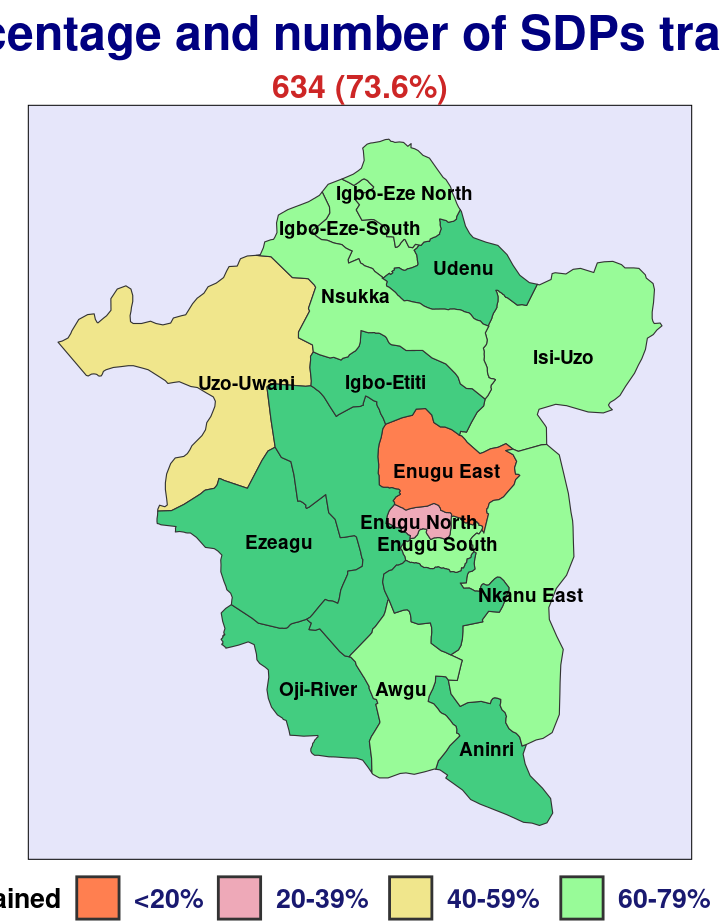 centage and number of SDPs tra
634 (73.6%)
Igbo-Eze North
Igbo-Eze-South
Udenu
Nsukka
Isi-Uzo
Uzo-Uwani
Igbo-Etiti
Enugu East
Enugu North
Ezeagu
Enugu South
Nkanu East
Oji-River
Awgu
Aninri
ained <20% 20-39% 40-59% 60-79%